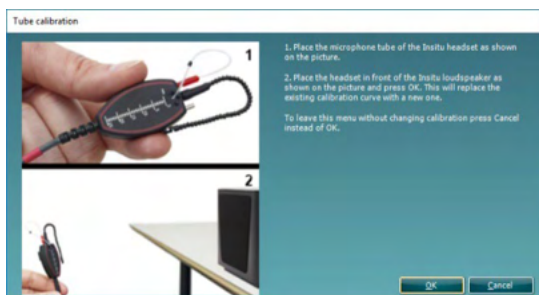 Tube calibration
1
1. Place the microphone tube of the Insitu headset as shown
on the picture.
2. Place the headset in front of the Insitu loudspeaker as
shown on the picture and press OK. This will replace the
existing calibration curve with a new one.
To leave this menu without changing calibration press Cancel
instead of OK.
2
OK
Cancel